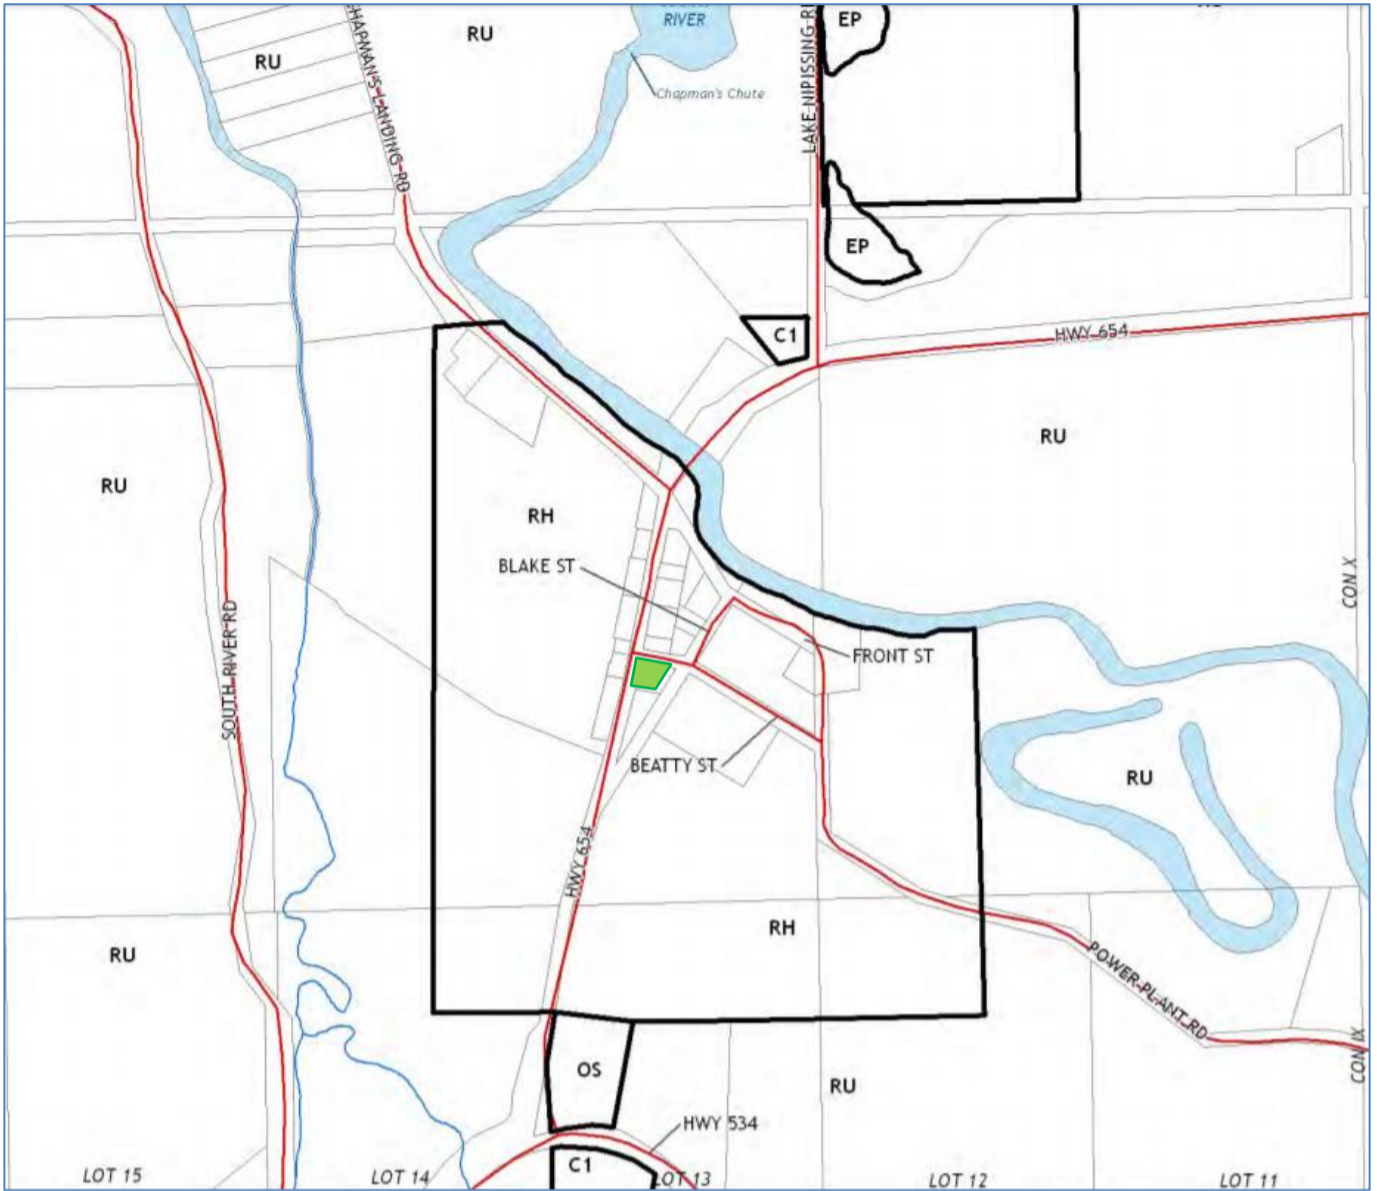 RIVER
EP
RU
RU
CHAPMAN'S LANDING RD
LAKE NIPISSING
Chapman's Chute
EP
C1
HWY 654
RU
RU
RH
BLAKE ST
CON X
SOUTH RIVER RD
FRONT ST
BEATTY ST
RU
HWY 654
RH
RU
POWER PLANT RD
CON IX
OS
RU
HWY 534
C1
LOT 15
LOT 14
LOT 13
LOT 12
LOT 11